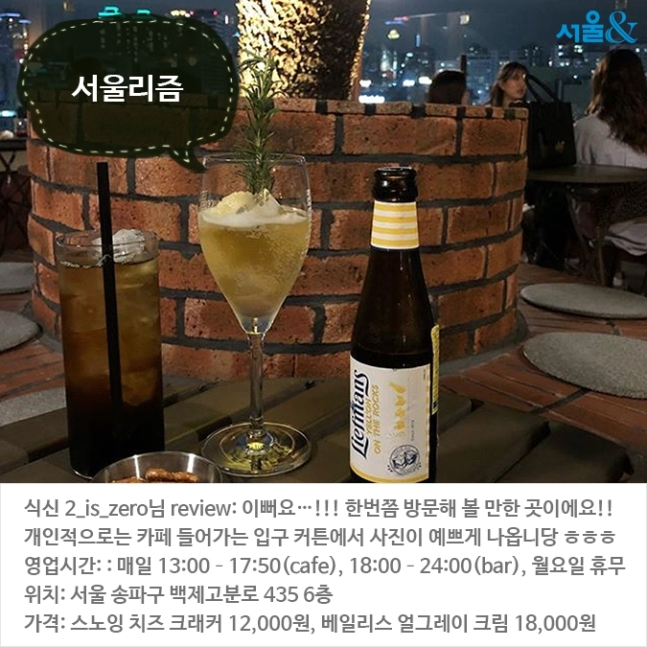 서울&
서울리즘
Liefmans
YELL'OH
ON THE ROCKS
식신 2_is_zero님 review: 이뻐요…!!! 한번쯤 방문해 볼 만한 곳이에요!!
개인적으로는 카페 들어가는 입구 커튼에서 사진이 예쁘게 나옵니당 ㅎㅎㅎ
영업시간: : 매일 13:00 - 17:50(cafe), 18:00 - 24:00(bar), 월요일 휴무
위치: 서울 송파구 백제고분로 435 6층
가격: 스노잉 치즈 크래커 12,000원, 베일리스 얼그레이 크림 18,000원